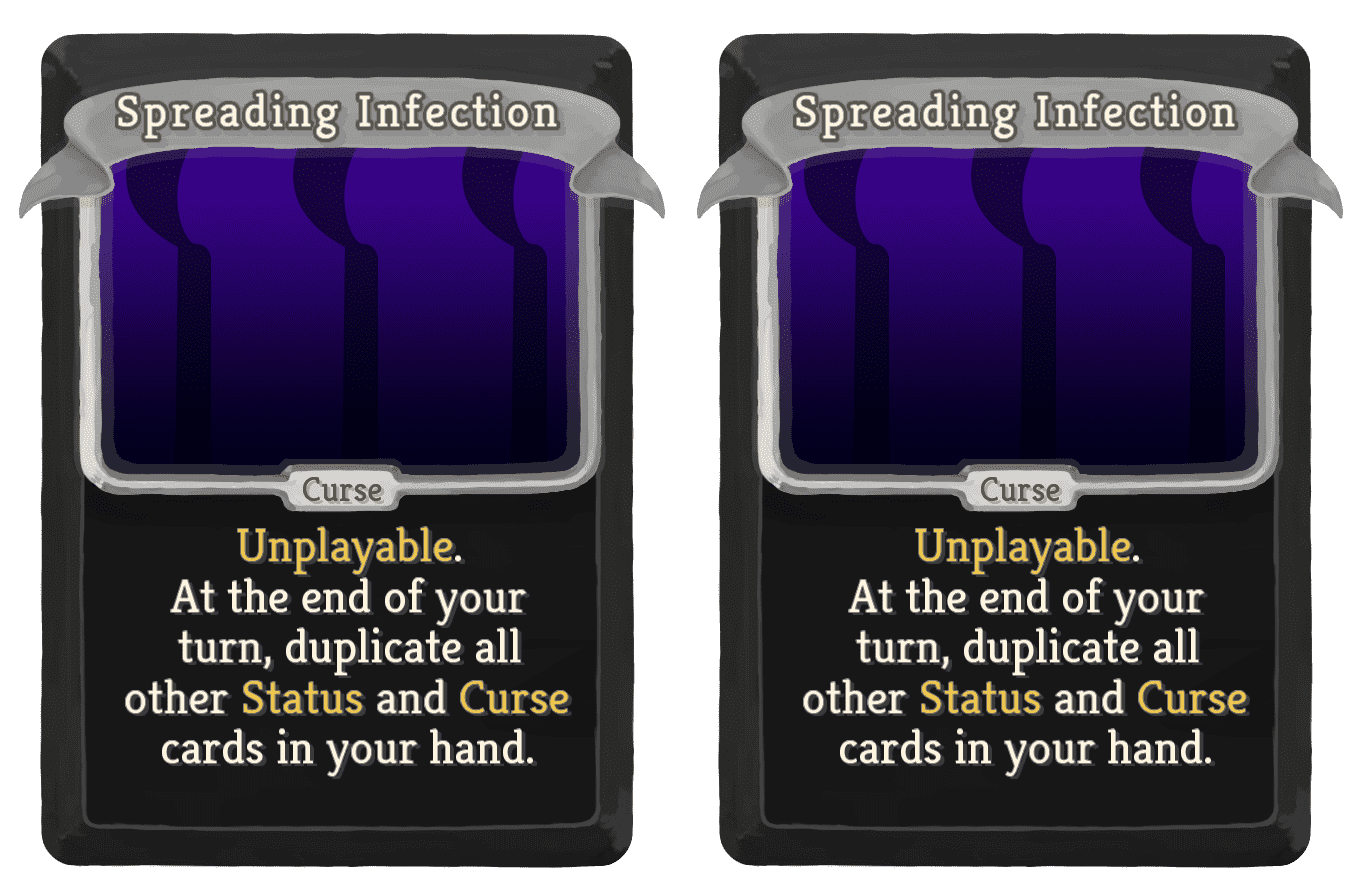 Spreading Infection
Curse
Unplayable.
At the end of your
turn, duplicate all
other Status and Curse
cards in your hand.
Spreading Infection
Curse
Unplayable.
At the end of your
turn, duplicate all
other Status and Curse
cards in your hand.